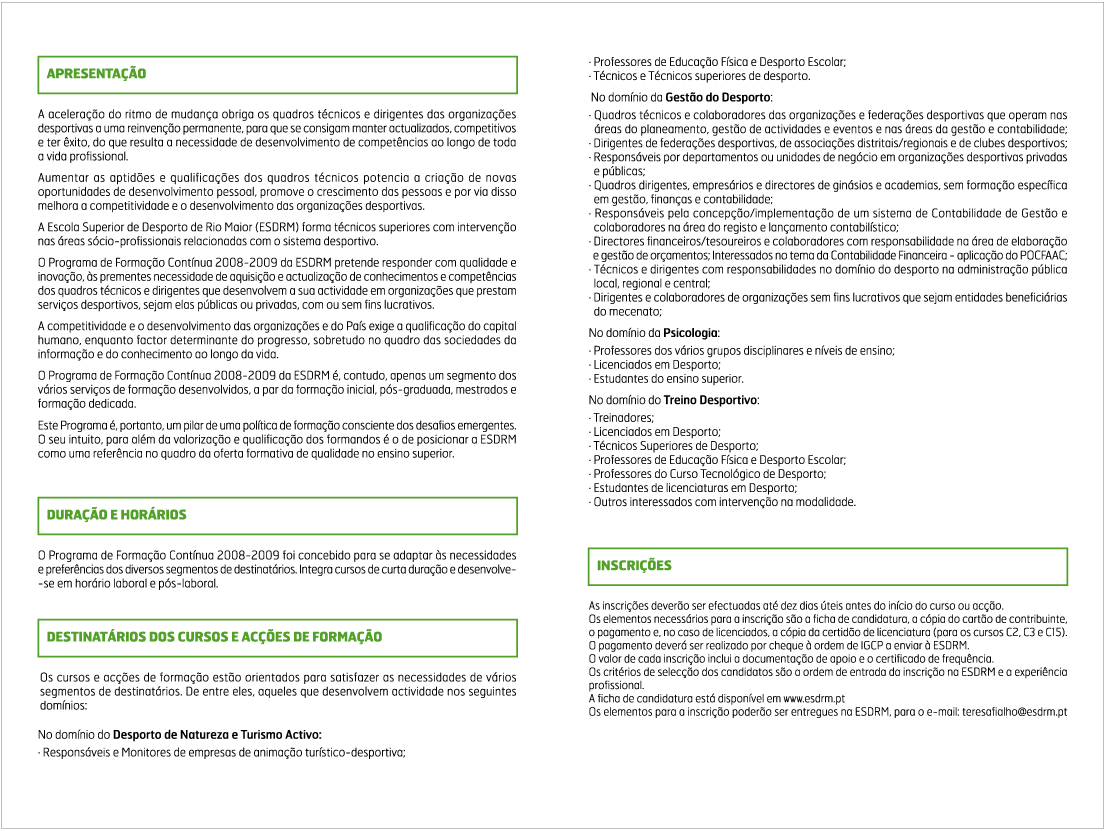 APRESENTAÇÃO
A aceleração do ritmo de mudança obriga os quadros técnicos e dirigentes das organizações
desportivas a uma reinvenção permanente, para que se consigam manter actualizados, competitivos
e ter êxito, do que resulta a necessidade de desenvolvimento de competências ao longo de toda
a vida profissional.
Aumentar as aptidões e qualificações dos quadros técnicos potencia a criação de novas
oportunidades de desenvolvimento pessoal, promove o crescimento das pessoas e por via disso
melhora a competitividade e o desenvolvimento das organizações desportivas.
A Escola Superior de Desporto de Rio Maior (ESDRM) forma técnicos superiores com intervenção
nas áreas sócio-profissionais relacionadas com o sistema desportivo.
O Programa de Formação Contínua 2008-2009 da ESDRM pretende responder com qualidade e
inovação, às prementes necessidade de aquisição e actualização de conhecimentos e competências
dos quadros técnicos e dirigentes que desenvolvem a sua actividade em organizações que prestam
serviços desportivos, sejam elas públicas ou privadas, com ou sem fins lucrativos.
A competitividade e o desenvolvimento das organizações e do País exige a qualificação do capital
humano, enquanto factor determinante do progresso, sobretudo no quadro das sociedades da
informação e do conhecimento ao longo da vida.
O Programa de Formação Contínua 2008-2009 da ESDRM é, contudo, apenas um segmento dos
vários serviços de formação desenvolvidos, a par da formação inicial, pós-graduada, mestrados e
formação dedicada.
Este Programa é, portanto, um pilar de uma política de formação consciente dos desafios emergentes.
O seu intuito, para além da valorização e qualificação dos formandos é o de posicionar a ESDRM
como uma referência no quadro da oferta formativa de qualidade no ensino superior.
DURAÇÃO E HORÁRIOS
O Programa de Formação Contínua 2008-2009 foi concebido para se adaptar às necessidades
e preferências dos diversos segmentos de destinatários. Integra cursos de curta duração e desenvolve-
-se em horário laboral e pós-laboral.
DESTINATÁRIOS DOS CURSOS E ACÇÕES DE FORMAÇÃO
Os cursos e acções de formação estão orientados para satisfazer as necessidades de vários
segmentos de destinatários. De entre eles, aqueles que desenvolvem actividade nos seguintes
domínios:
No domínio do Desporto de Natureza e Turismo Activo:
· Responsáveis e Monitores de empresas de animação turístico-desportiva;
· Professores de Educação Física e Desporto Escolar;
· Técnicos e Técnicos superiores de desporto.
No domínio da Gestão do Desporto:
· Quadros técnicos e colaboradores das organizações e federações desportivas que operam nas
áreas do planeamento, gestão de actividades e eventos e nas áreas da gestão e contabilidade;
· Dirigentes de federações desportivas, de associações distritais/regionais e de clubes desportivos;
· Responsáveis por departamentos ou unidades de negócio em organizações desportivas privadas
e públicas;
· Quadros dirigentes, empresários e directores de ginásios e academias, sem formação específica
em gestão, finanças e contabilidade;
· Responsáveis pela concepção/implementação de um sistema de Contabilidade de Gestão e
colaboradores na área do registo e lançamento contabilístico;
· Directores financeiros/tesoureiros e colaboradores com responsabilidade na área de elaboração
e gestão de orçamentos; Interessados no tema da Contabilidade Financeira - aplicação do POCFAAC;
· Técnicos e dirigentes com responsabilidades no domínio do desporto na administração pública
local, regional e central;
· Dirigentes e colaboradores de organizações sem fins lucrativos que sejam entidades beneficiárias
do mecenato;
No domínio da Psicologia:
· Professores dos vários grupos disciplinares e níveis de ensino;
· Licenciados em Desporto;
· Estudantes do ensino superior.
No domínio do Treino Desportivo:
· Treinadores;
· Licenciados em Desporto;
· Técnicos Superiores de Desporto;
· Professores de Educação Física e Desporto Escolar;
· Professores do Curso Tecnológico de Desporto;
· Estudantes de licenciaturas em Desporto;
· Outros interessados com intervenção na modalidade.
INSCRIÇÕES
As inscrições deverão ser efectuadas até dez dias úteis antes do início do curso ou acção.
Os elementos necessários para a inscrição são a ficha de candidatura, a cópia do cartão de contribuinte,
o pagamento e, no caso de licenciados, a cópia da certidão de licenciatura (para os cursos C2, C3 e C15).
O pagamento deverá ser realizado por cheque à ordem de IGCP a enviar à ESDRM.
O valor de cada inscrição inclui a documentação de apoio e o certificado de frequência.
Os critérios de selecção dos candidatos são a ordem de entrada da inscrição na ESDRM e a experiência
profissional.
A ficha de candidatura está disponível em www.esdrm.pt
Os elementos para a inscrição poderão ser entregues na ESDRM, para o e-mail: teresafialho@esdrm.pt